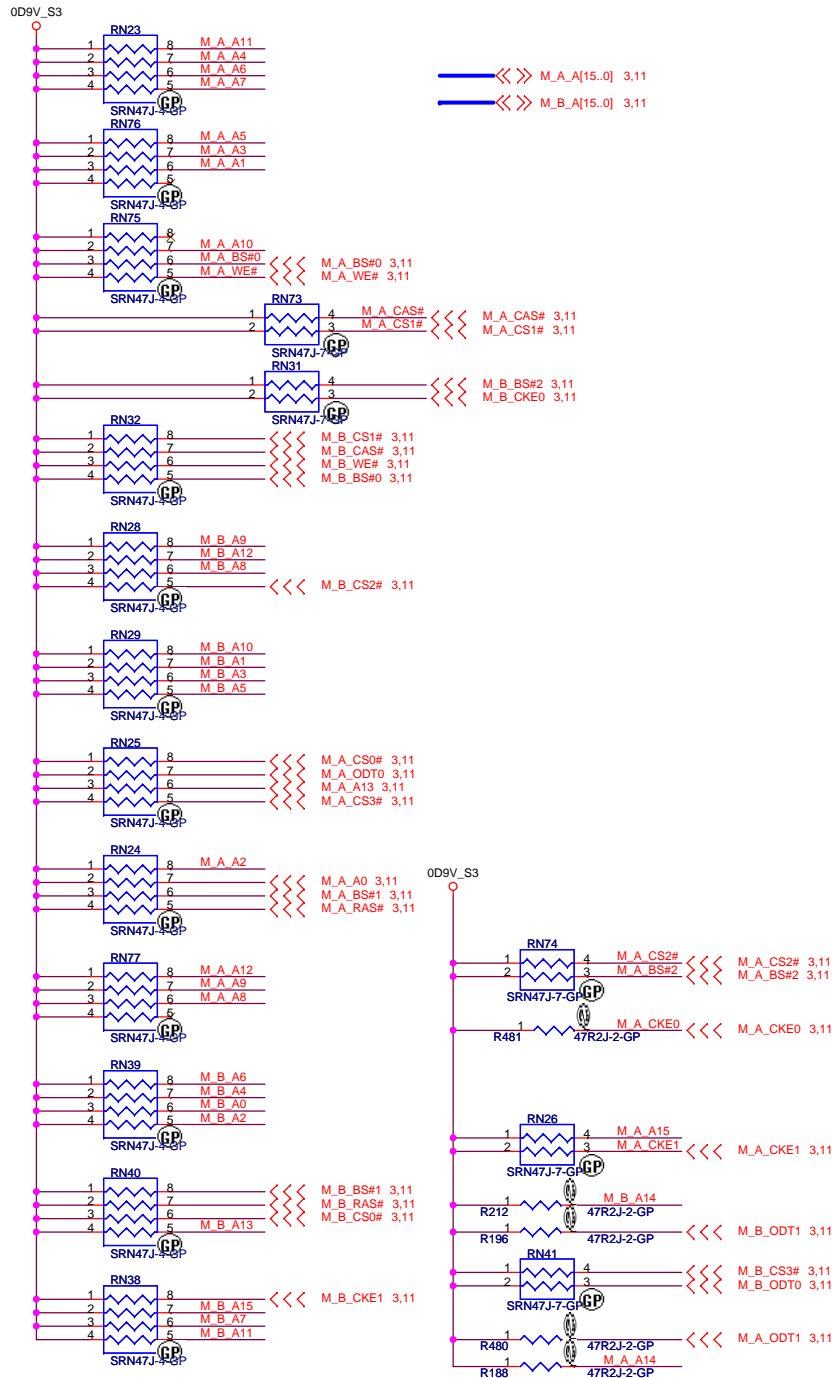 0D9V_S3
RN23
1 8 M_A_A11
2 7 M_A_A4
3 6 M_A_A6
4 5 M_A_A7
GP
SRN47J-4-GP
M_A_A[15..0] 3,11
M_B_A[15..0] 3,11
RN76
1 8 M_A_A5
2 7 M_A_A3
3 6 M_A_A1
4 5
GP
SRN47J-4-GP
RN75
1 8
2 7 M_A_A10
3 6 M_A_BS#0 M_A_BS#0 3,11
4 5 M_A_WE# M_A_WE# 3,11
GP
SRN47J-4-GP
RN73
1 4 M_A_CAS# M_A_CAS# 3,11
2 3 M_A_CS1# M_A_CS1# 3,11
GP
SRN47J-7-GP
RN31
1 4 M_B_BS#2 3,11
2 3 M_B_CKE0 3,11
GP
SRN47J-7-GP
RN32
1 8 M_B_CS1# 3,11
2 7 M_B_CAS# 3,11
3 6 M_B_WE# 3,11
4 5 M_B_BS#0 3,11
GP
SRN47J-4-GP
RN28
1 8 M_B_A9
2 7 M_B_A12
3 6 M_B_A8
4 5 M_B_CS2# 3,11
GP
SRN47J-4-GP
RN29
1 8 M_B_A10
2 7 M_B_A1
3 6 M_B_A3
4 5 M_B_A5
GP
SRN47J-4-GP
RN25
1 8 M_A_CS0# 3,11
2 7 M_A_ODT0 3,11
3 6 M_A_A13 3,11
4 5 M_A_CS3# 3,11
GP
SRN47J-4-GP
RN24
1 8 M_A_A2
2 7 M_A_A0 3,11
3 6 M_A_BS#1 3,11
4 5 M_A_RAS# 3,11
GP
SRN47J-4-GP
RN77
1 8 M_A_A12
2 7 M_A_A9
3 6 M_A_A8
4 5
GP
SRN47J-4-GP
RN39
1 8 M_B_A6
2 7 M_B_A4
3 6 M_B_A0
4 5 M_B_A2
GP
SRN47J-4-GP
RN40
1 8 M_B_BS#1 3,11
2 7 M_B_RAS# 3,11
3 6 M_B_CS0# 3,11
4 5 M_B_A13
GP
SRN47J-4-GP
RN38
1 8 M_B_CKE1 3,11
2 7 M_B_A15
3 6 M_B_A7
4 5 M_B_A11
GP
SRN47J-4-GP
0D9V_S3
RN74
1 4 M_A_CS2# M_A_CS2# 3,11
2 3 M_A_BS#2 M_A_BS#2 3,11
GP
SRN47J-7-GP
R481 1 2 M_A_CKE0 M_A_CKE0 3,11
47R2J-2-GP
RN26
1 4 M_A_A15
2 3 M_A_CKE1 M_A_CKE1 3,11
GP
SRN47J-7-GP
R212 1 M_B_A14
47R2J-2-GP
R196 1 M_B_ODT1 3,11
47R2J-2-GP
RN41
1 4 M_B_CS3# 3,11
2 3 M_B_ODT0 3,11
GP
SRN47J-7-GP
R480 1 M_A_ODT1 3,11
47R2J-2-GP
R188 1 M_A_A14
47R2J-2-GP